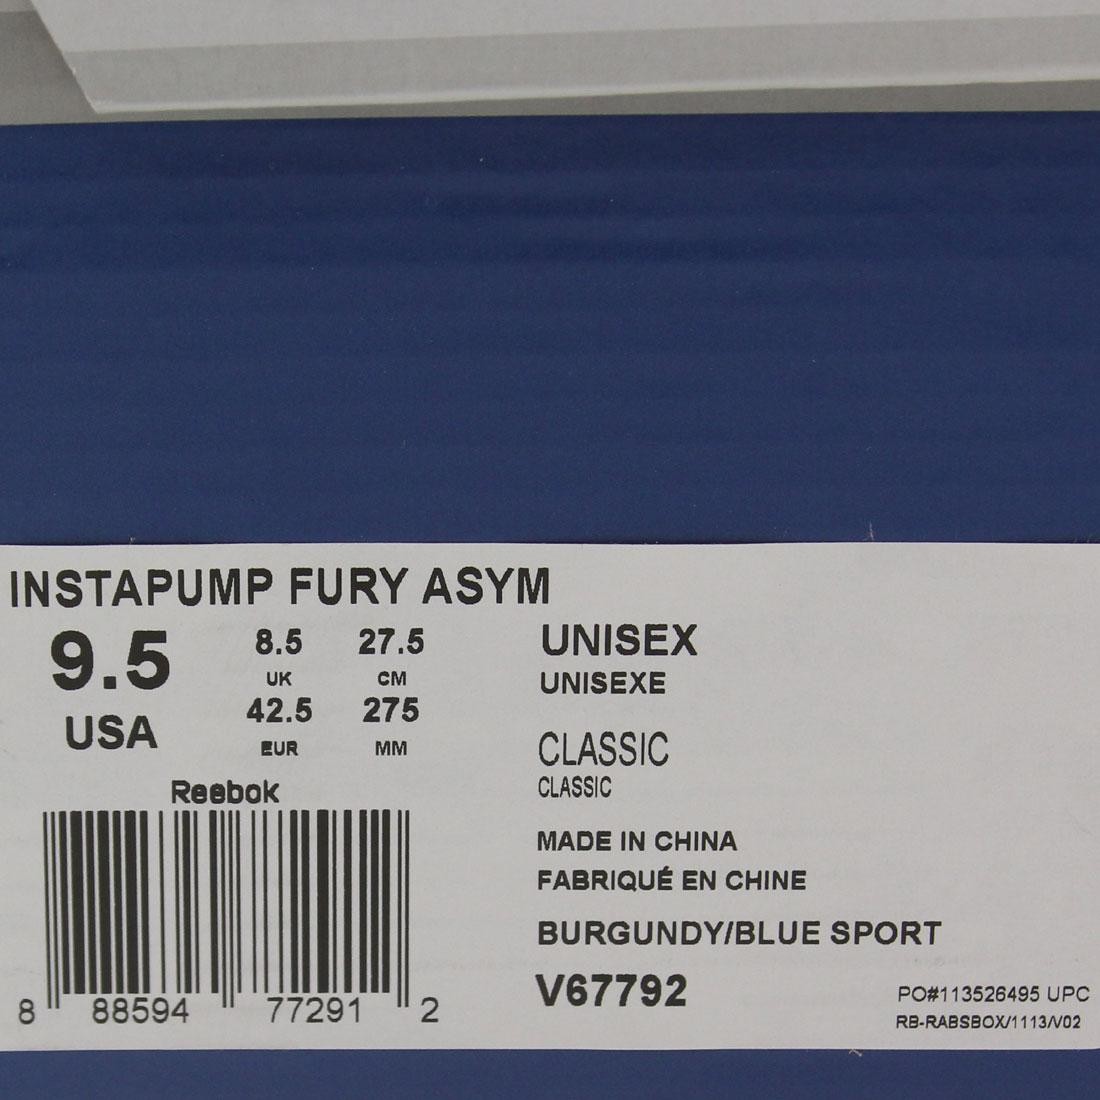 INSTAPUMP FURY ASYM
9.5
USA
8.5 27.5
UK CM
42.5 275
EUR MM
Reebok
8 88594 77291 2
UNISEX
UNISEXE
CLASSIC
CLASSIC
MADE IN CHINA
FABRIQUÉ EN CHINE
BURGUNDY/BLUE SPORT
V67792
PO#113526495 UPC
RB-RABSBOX/1113/V02